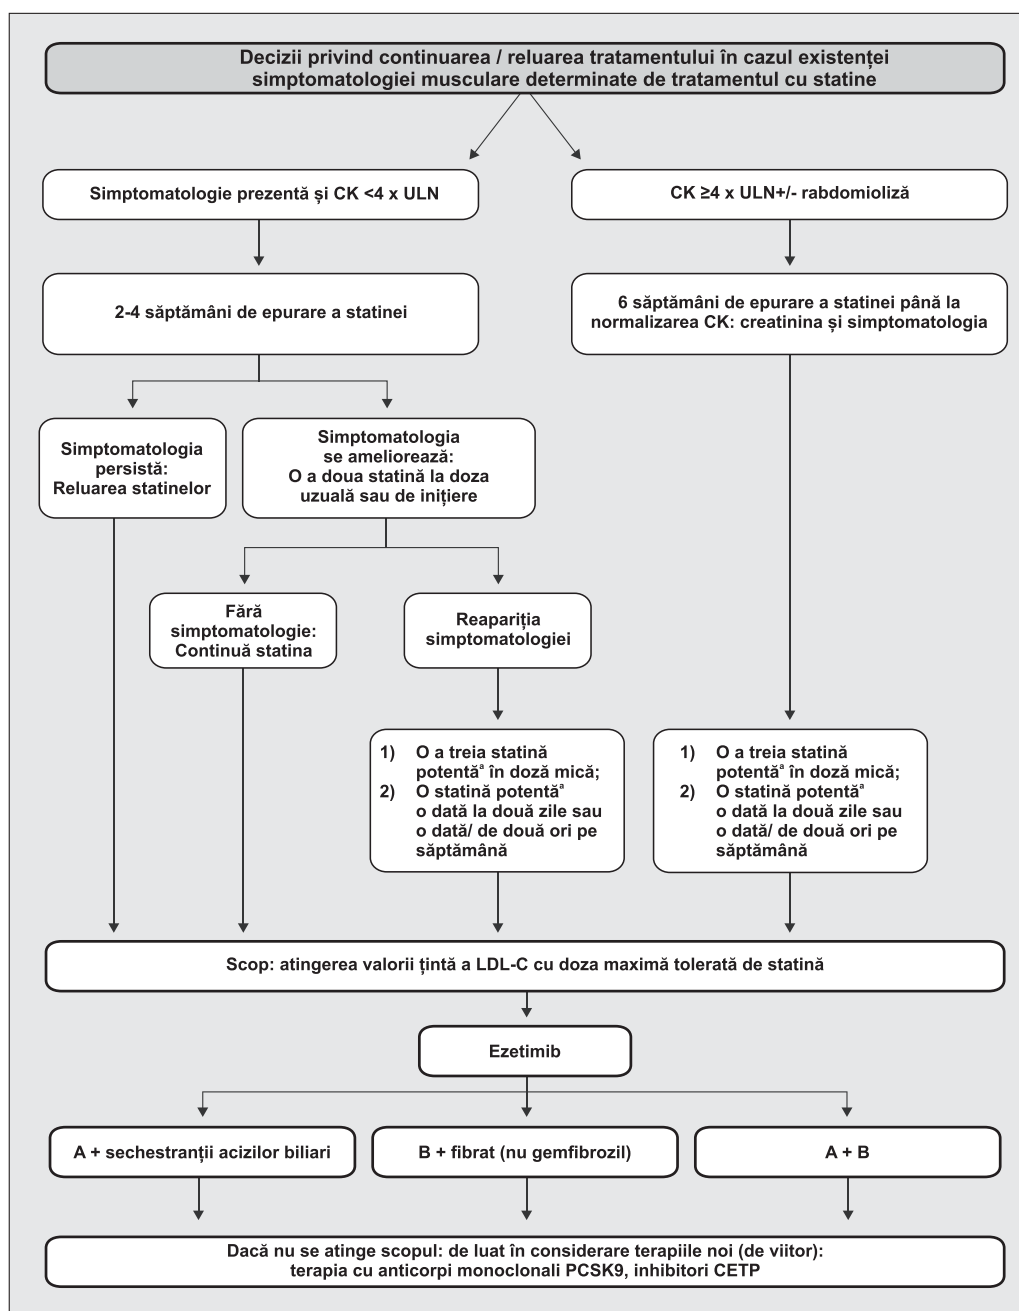 Decizii privind continuarea / reluarea tratamentului în cazul existenței
simptomatologiei musculare determinate de tratamentul cu statine
Simptomatologie prezentă și CK <4 x ULN
CK ≥4 x ULN+/- rabdomioliză
2-4 săptămâni de epurare a statinei
6 săptămâni de epurare a statinei până la
normalizarea CK: creatinina și simptomatologia
Simptomatologia
persistă:
Reluarea statinelor
Simptomatologia
se ameliorează:
O a doua statină la doza
uzuală sau de inițiere
Fără
simptomatologie:
Continuă statina
Reapariția
simptomatologiei
1) O a treia statină
potentăª în doză mică;
2) O statină potentăª
o dată la două zile sau
o dată/ de două ori pe
săptămână
1) O a treia statină
potentăª în doză mică;
2) O statină potentăª
o dată la două zile sau
o dată/ de două ori pe
săptămână
Scop: atingerea valorii țintă a LDL-C cu doza maximă tolerată de statină
Ezetimib
A + sechestranții acizilor biliari
B + fibrat (nu gemfibrozil)
A + B
Dacă nu se atinge scopul: de luat în considerare terapiile noi (de viitor):
terapia cu anticorpi monoclonali PCSK9, inhibitori CETP